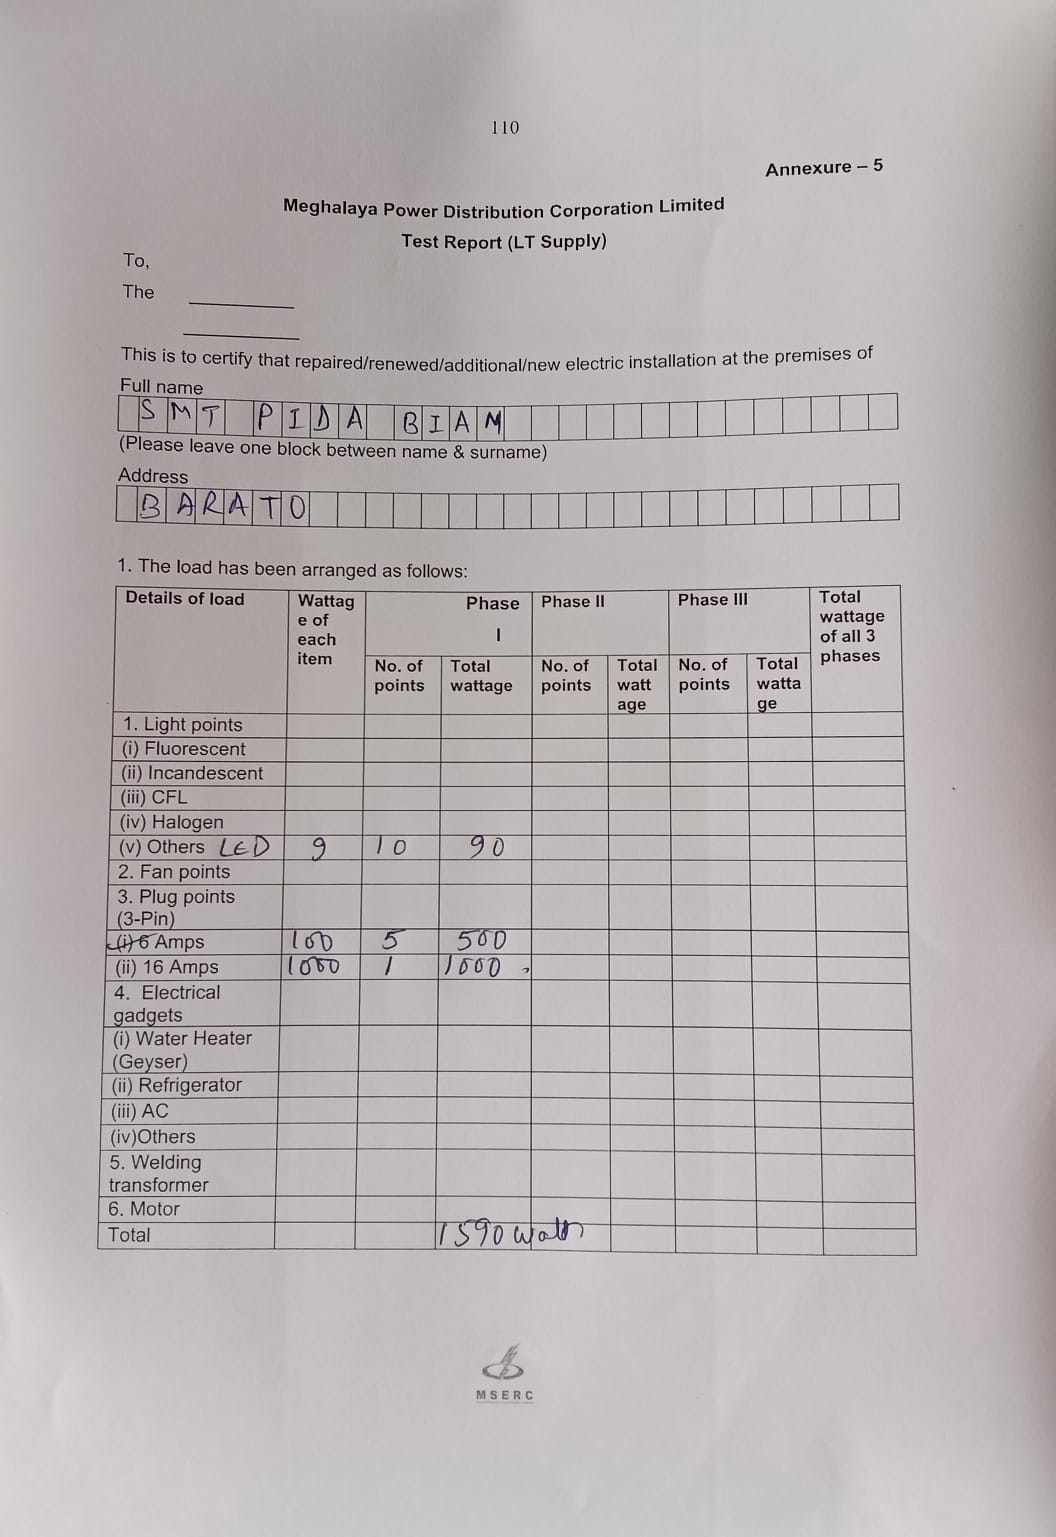 110
Annexure – 5
Meghalaya Power Distribution Corporation Limited
Test Report (LT Supply)
To,
The
This is to certify that repaired/renewed/additional/new electric installation at the premises of
Full name
SMT PIDA BIAM
(Please leave one block between name & surname)
Address
BARATO
1. The load has been arranged as follows:
Details of load Wattag e of each item Phase I Phase II Phase III Total wattage of all 3 phases
No. of points Total wattage No. of points Total watt age No. of points Total watta ge
1. Light points
(i) Fluorescent
(ii) Incandescent
(iii) CFL
(iv) Halogen
(v) Others LED 9 10 90
2. Fan points
3. Plug points
(3-Pin)
(i) 6 Amps 100 5 500
(ii) 16 Amps 1000 1 1000
4. Electrical
gadgets
(i) Water Heater
(Geyser)
(ii) Refrigerator
(iii) AC
(iv)Others
5. Welding
transformer
6. Motor
Total 1590
MSERC